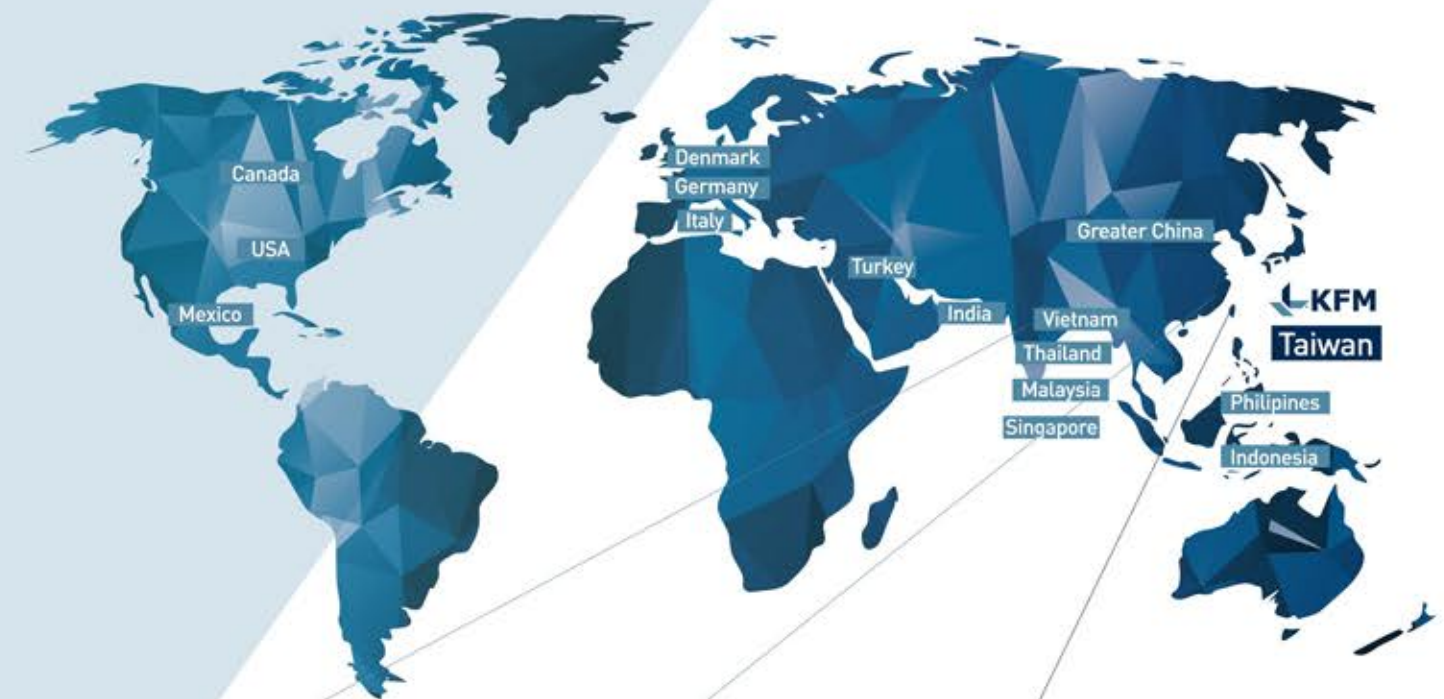 Canada
USA
Mexico
Denmark
Germany
Italy
Turkey
India
Greater China
Vietnam
Thailand
Malaysia
Singapore
KFM
Taiwan
Philipines
Indonesia